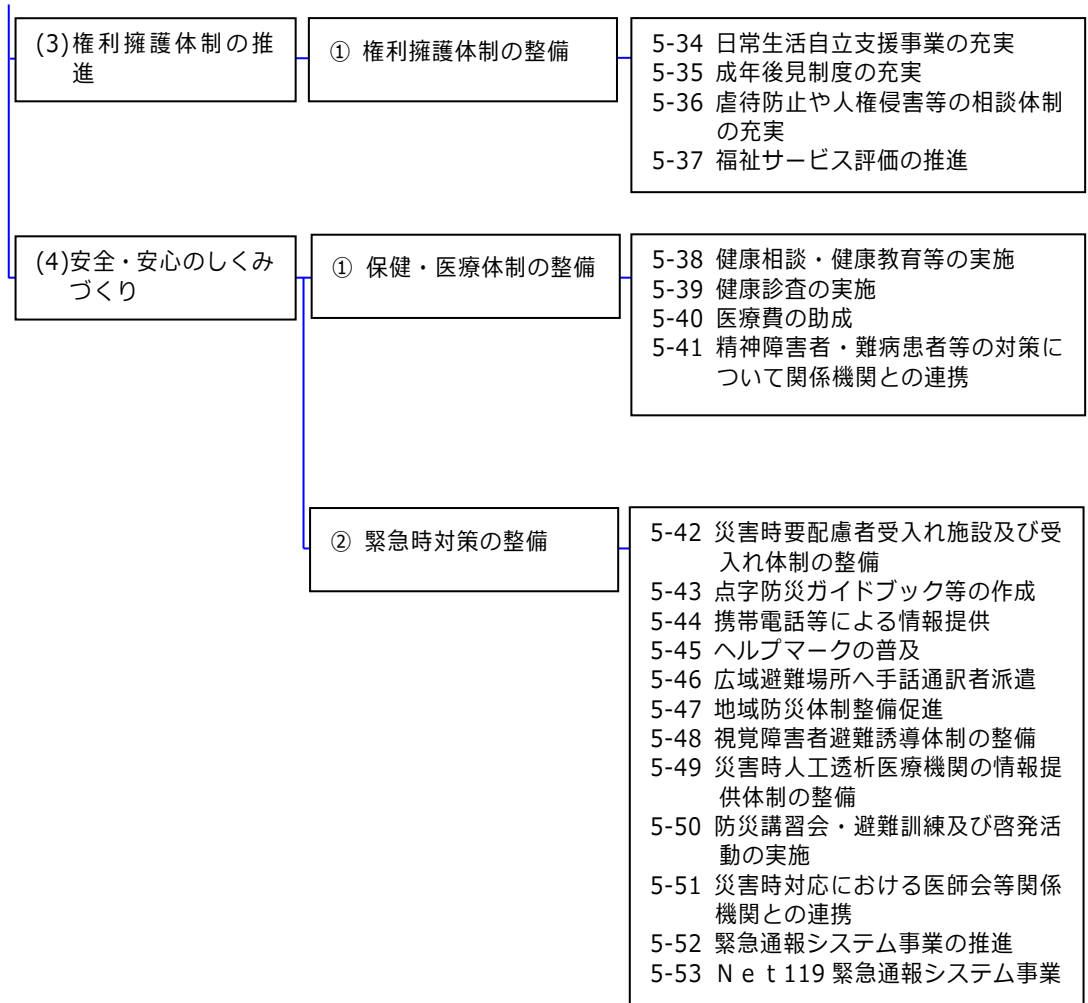 (3)権利擁護体制の推
進
① 権利擁護体制の整備
5-34 日常生活自立支援事業の充実
5-35 成年後見制度の充実
5-36 虐待防止や人権侵害等の相談体制
の充実
5-37 福祉サービス評価の推進
(4)安全・安心のしくみ
づくり
① 保健・医療体制の整備
5-38 健康相談・健康教育等の実施
5-39 健康診査の実施
5-40 医療費の助成
5-41 精神障害者・難病患者等の対策に
ついて関係機関との連携
② 緊急時対策の整備
5-42 災害時要配慮者受入れ施設及び受
入れ体制の整備
5-43 点字防災ガイドブック等の作成
5-44 携帯電話等による情報提供
5-45 ヘルプマークの普及
5-46 広域避難場所へ手話通訳者派遣
5-47 地域防災体制整備促進
5-48 視覚障害者避難誘導体制の整備
5-49 災害時人工透析医療機関の情報提
供体制の整備
5-50 防災講習会・避難訓練及び啓発活
動の実施
5-51 災害時対応における医師会等関係
機関との連携
5-52 緊急通報システム事業の推進
5-53 Ｎｅｔ119 緊急通報システム事業